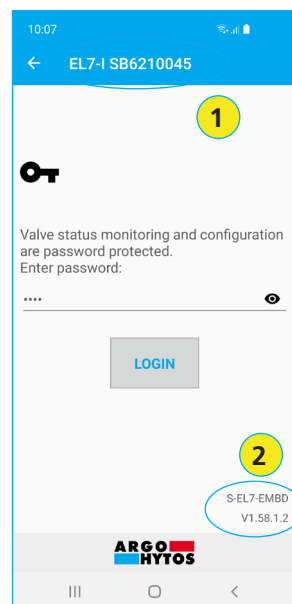 10:07
EL7-I SB6210045
1
Valve status monitoring and configuration
are password protected.
Enter password:
....
LOGIN
2
S-EL7-EMBD
V1.58.1.2
ARGO
HYTOS